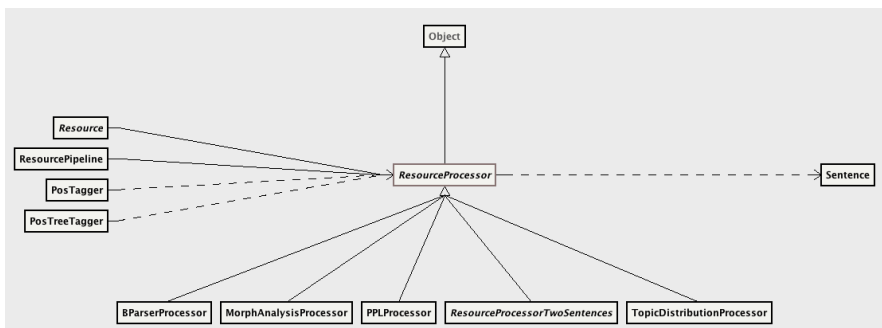 Object
Resource
ResourcePipeline
PosTagger
PosTreeTagger
ResourceProcessor
Sentence
BParserProcessor
MorphAnalysisProcessor
PPLProcessor
ResourceProcessorTwoSentences
TopicDistributionProcessor